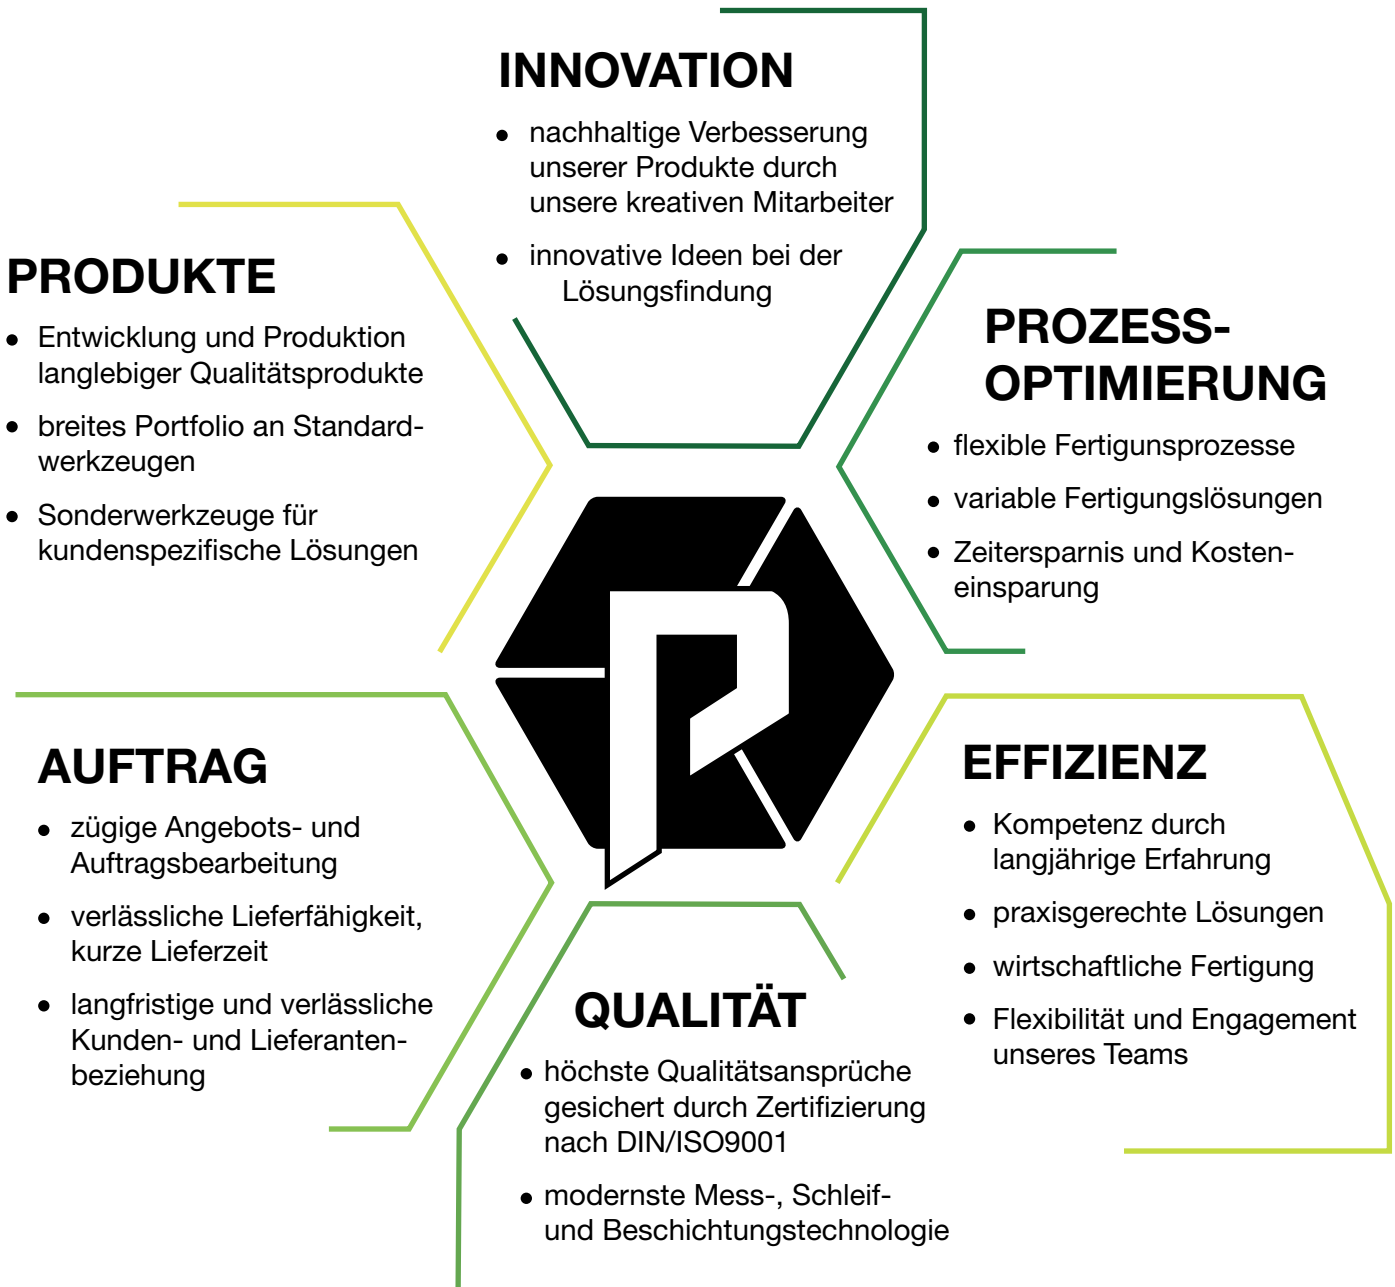 INNOVATION
• nachhaltige Verbesserung
unserer Produkte durch
unsere kreativen Mitarbeiter
• innovative Ideen bei der
Lösungsfindung
PRODUKTE
• Entwicklung und Produktion
langlebiger Qualitätsprodukte
• breites Portfolio an Standard-
werkzeugen
• Sonderwerkzeuge für
kundenspezifische Lösungen
PROZESS-
OPTIMIERUNG
• flexible Fertigunsprozesse
• variable Fertigungslösungen
• Zeitersparnis und Kosten-
einsparung
AUFTRAG
• zügige Angebots- und
Auftragsbearbeitung
• verlässliche Lieferfähigkeit,
kurze Lieferzeit
• langfristige und verlässliche
Kunden- und Lieferanten-
beziehung
EFFIZIENZ
• Kompetenz durch
langjährige Erfahrung
• praxisgerechte Lösungen
• wirtschaftliche Fertigung
• Flexibilität und Engagement
unseres Teams
QUALITÄT
• höchste Qualitätsansprüche
gesichert durch Zertifizierung
nach DIN/ISO9001
• modernste Mess-, Schleif-
und Beschichtungstechnologie